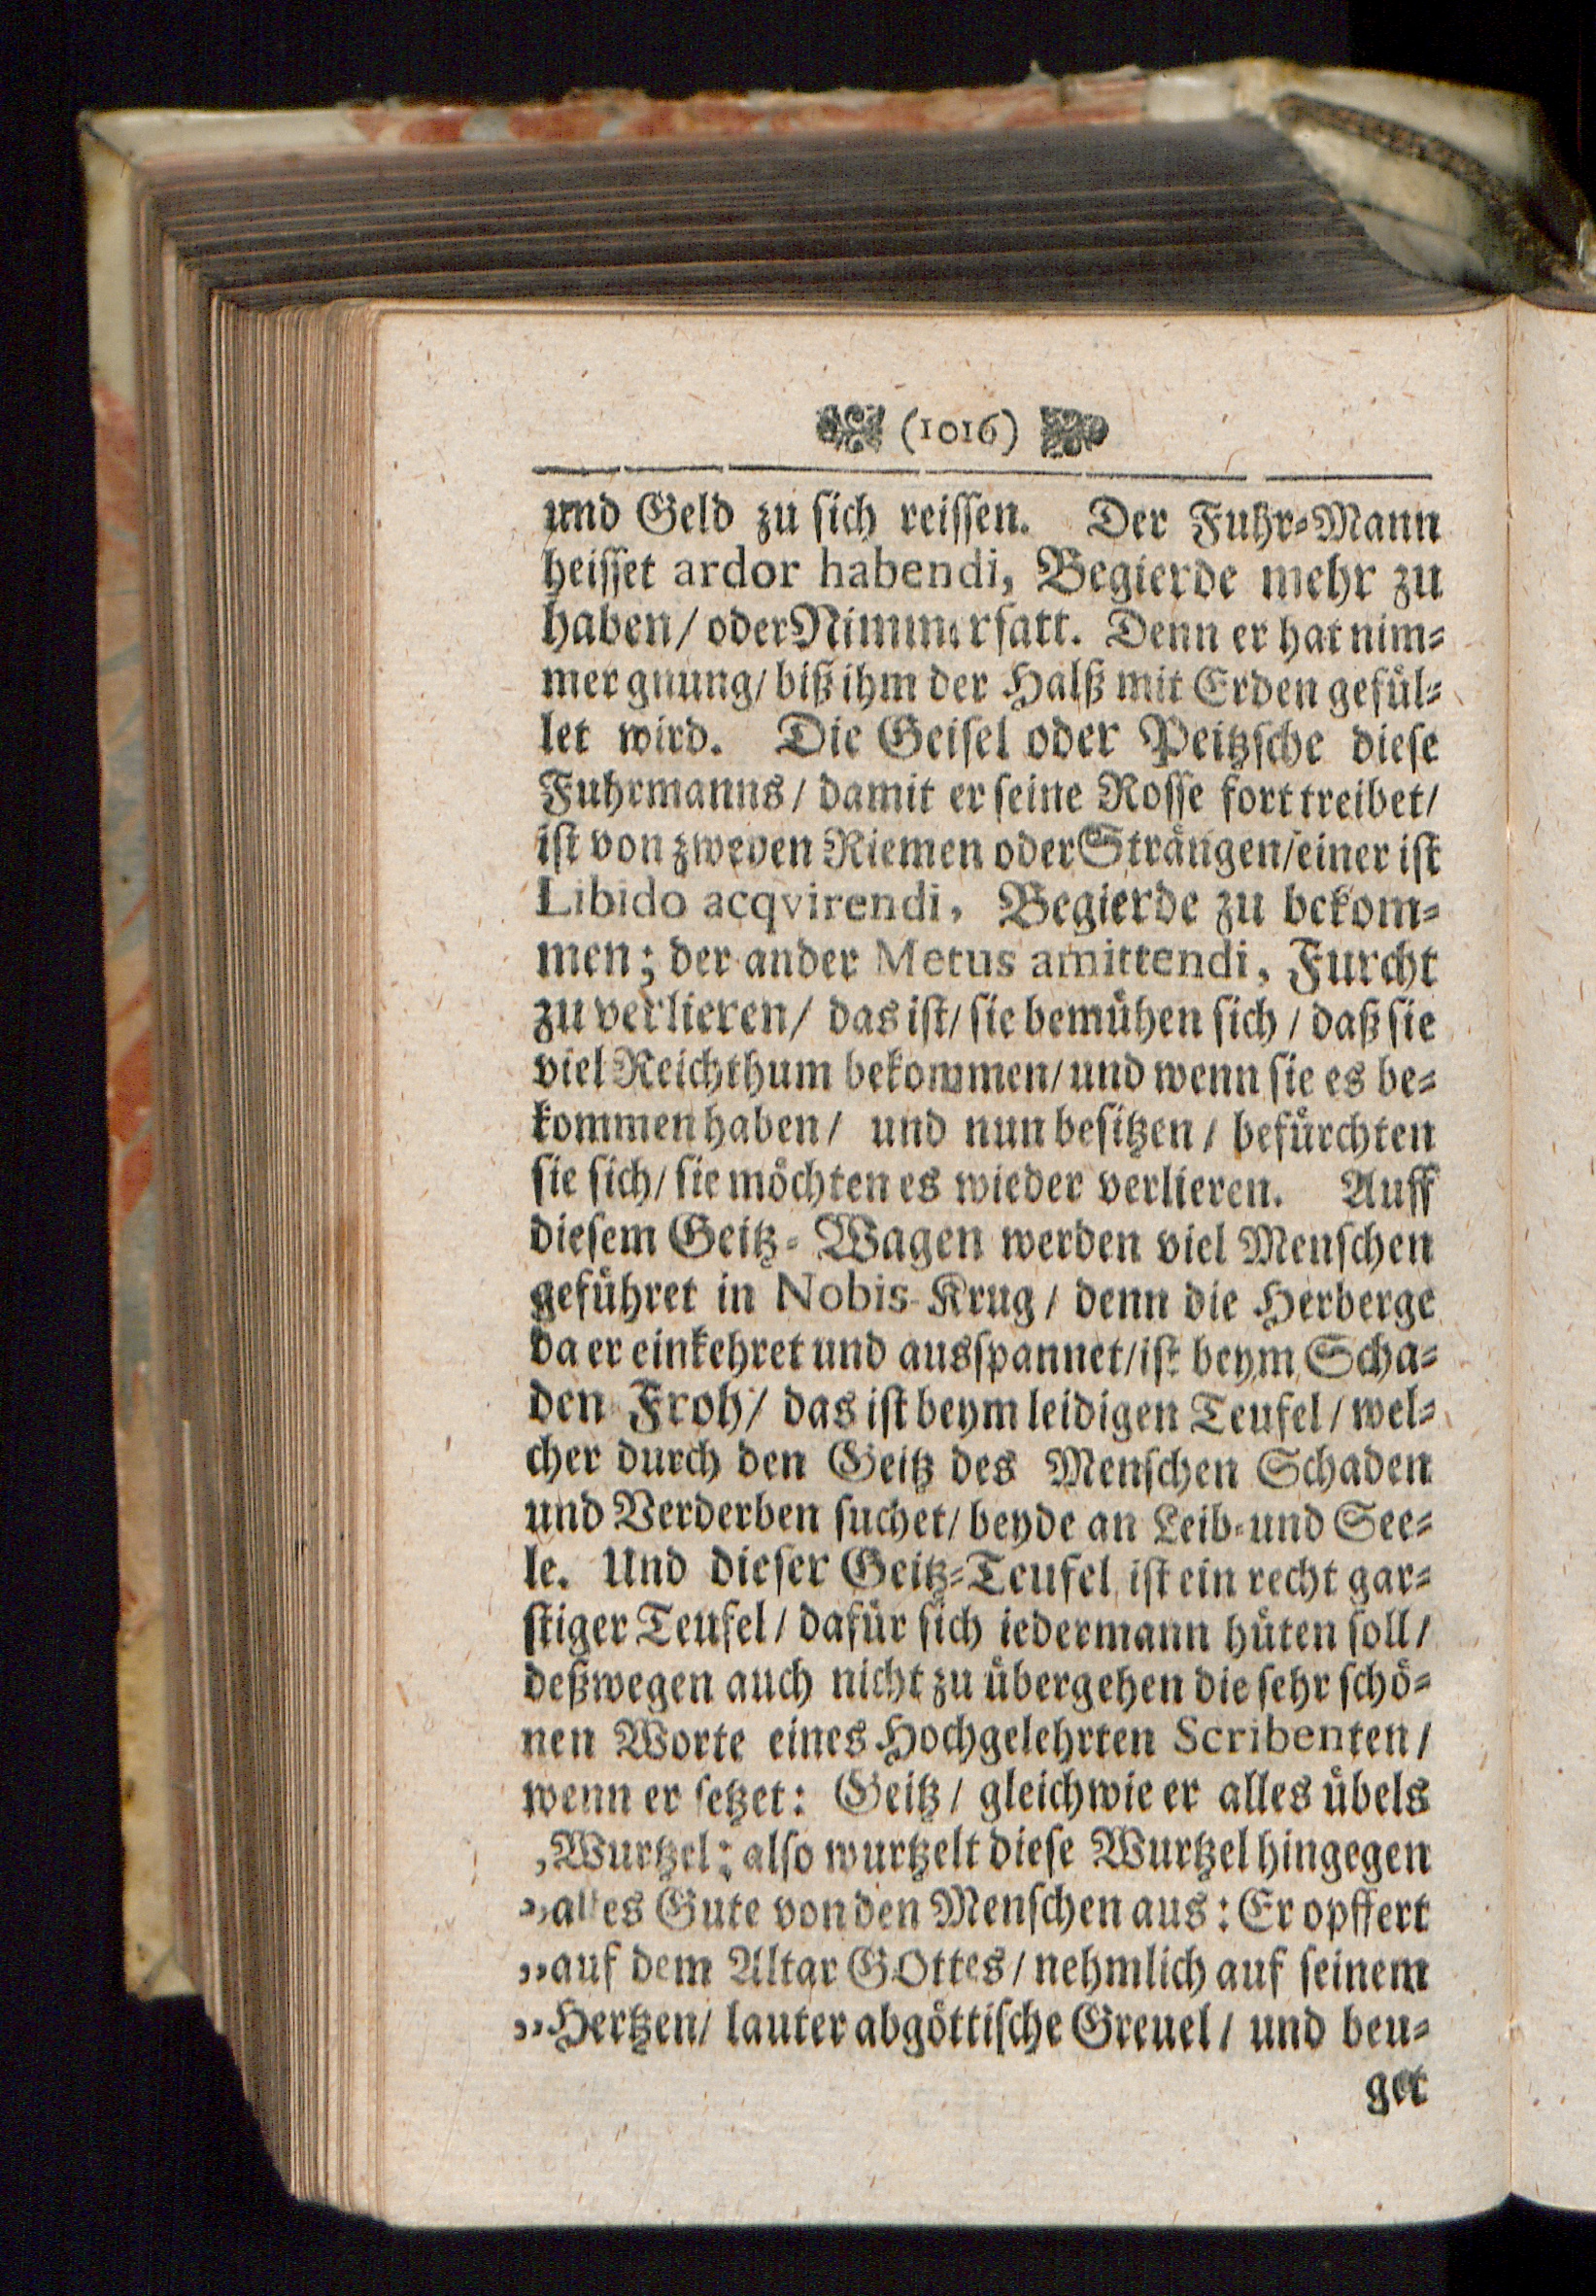 (1016)
und Geld zu sich reissen. Der Fuhr-Mann
heisset ardor habendi, Begierde mehr zu
haben/ oder Nimmersatt. Denn er hat nim-
mer gnung/ biß ihm der Halß mit Erden gefül-
let wird. Die Geisel oder Peitzsche diese
Fuhrmanns/ damit er seine Rosse fort treibet/
ist von zweyen Riemen oder Strängen/ einer ist
Libido acqvirendi, Begierde zu bekom-
men; der ander Metus amittendi, Furcht
zu verlieren/ das ist/ sie bemühen sich/ daß sie
viel Reichthum bekommen/ und wenn sie es be-
kommen haben/ und nun besitzen/ befürchten
sie sich/ sie möchten es wieder verlieren. Auff
diesem Geitz-Wagen werden viel Menschen
geführet in Nobis-Krug/ denn die Herberge
da er einkehret und ausspannet/ ist beym Scha-
den Froh/ das ist beym leidigen Teufel/ wel-
cher durch den Geitz des Menschen Schaden
und Verderben suchet/ beyde an Leib-und See-
le. Und dieser Geitz-Teufel ist ein recht gar-
stiger Teufel/ dafür sich iedermann hüten soll/
deßwegen auch nicht zu übergehen die sehr schö-
nen Worte eines Hochgelehrten Scribenten/
wenn er setzet: Geitz/ gleichwie er alles übels
„Wurtzel; also wurtzelt diese Wurtzel hingegen
„alles Gute von den Menschen aus: Er opffert
„auf dem Altar GOttes/ nehmlich auf seinem
„Hertzen/ lauter abgöttische Greuel/ und beu-
get